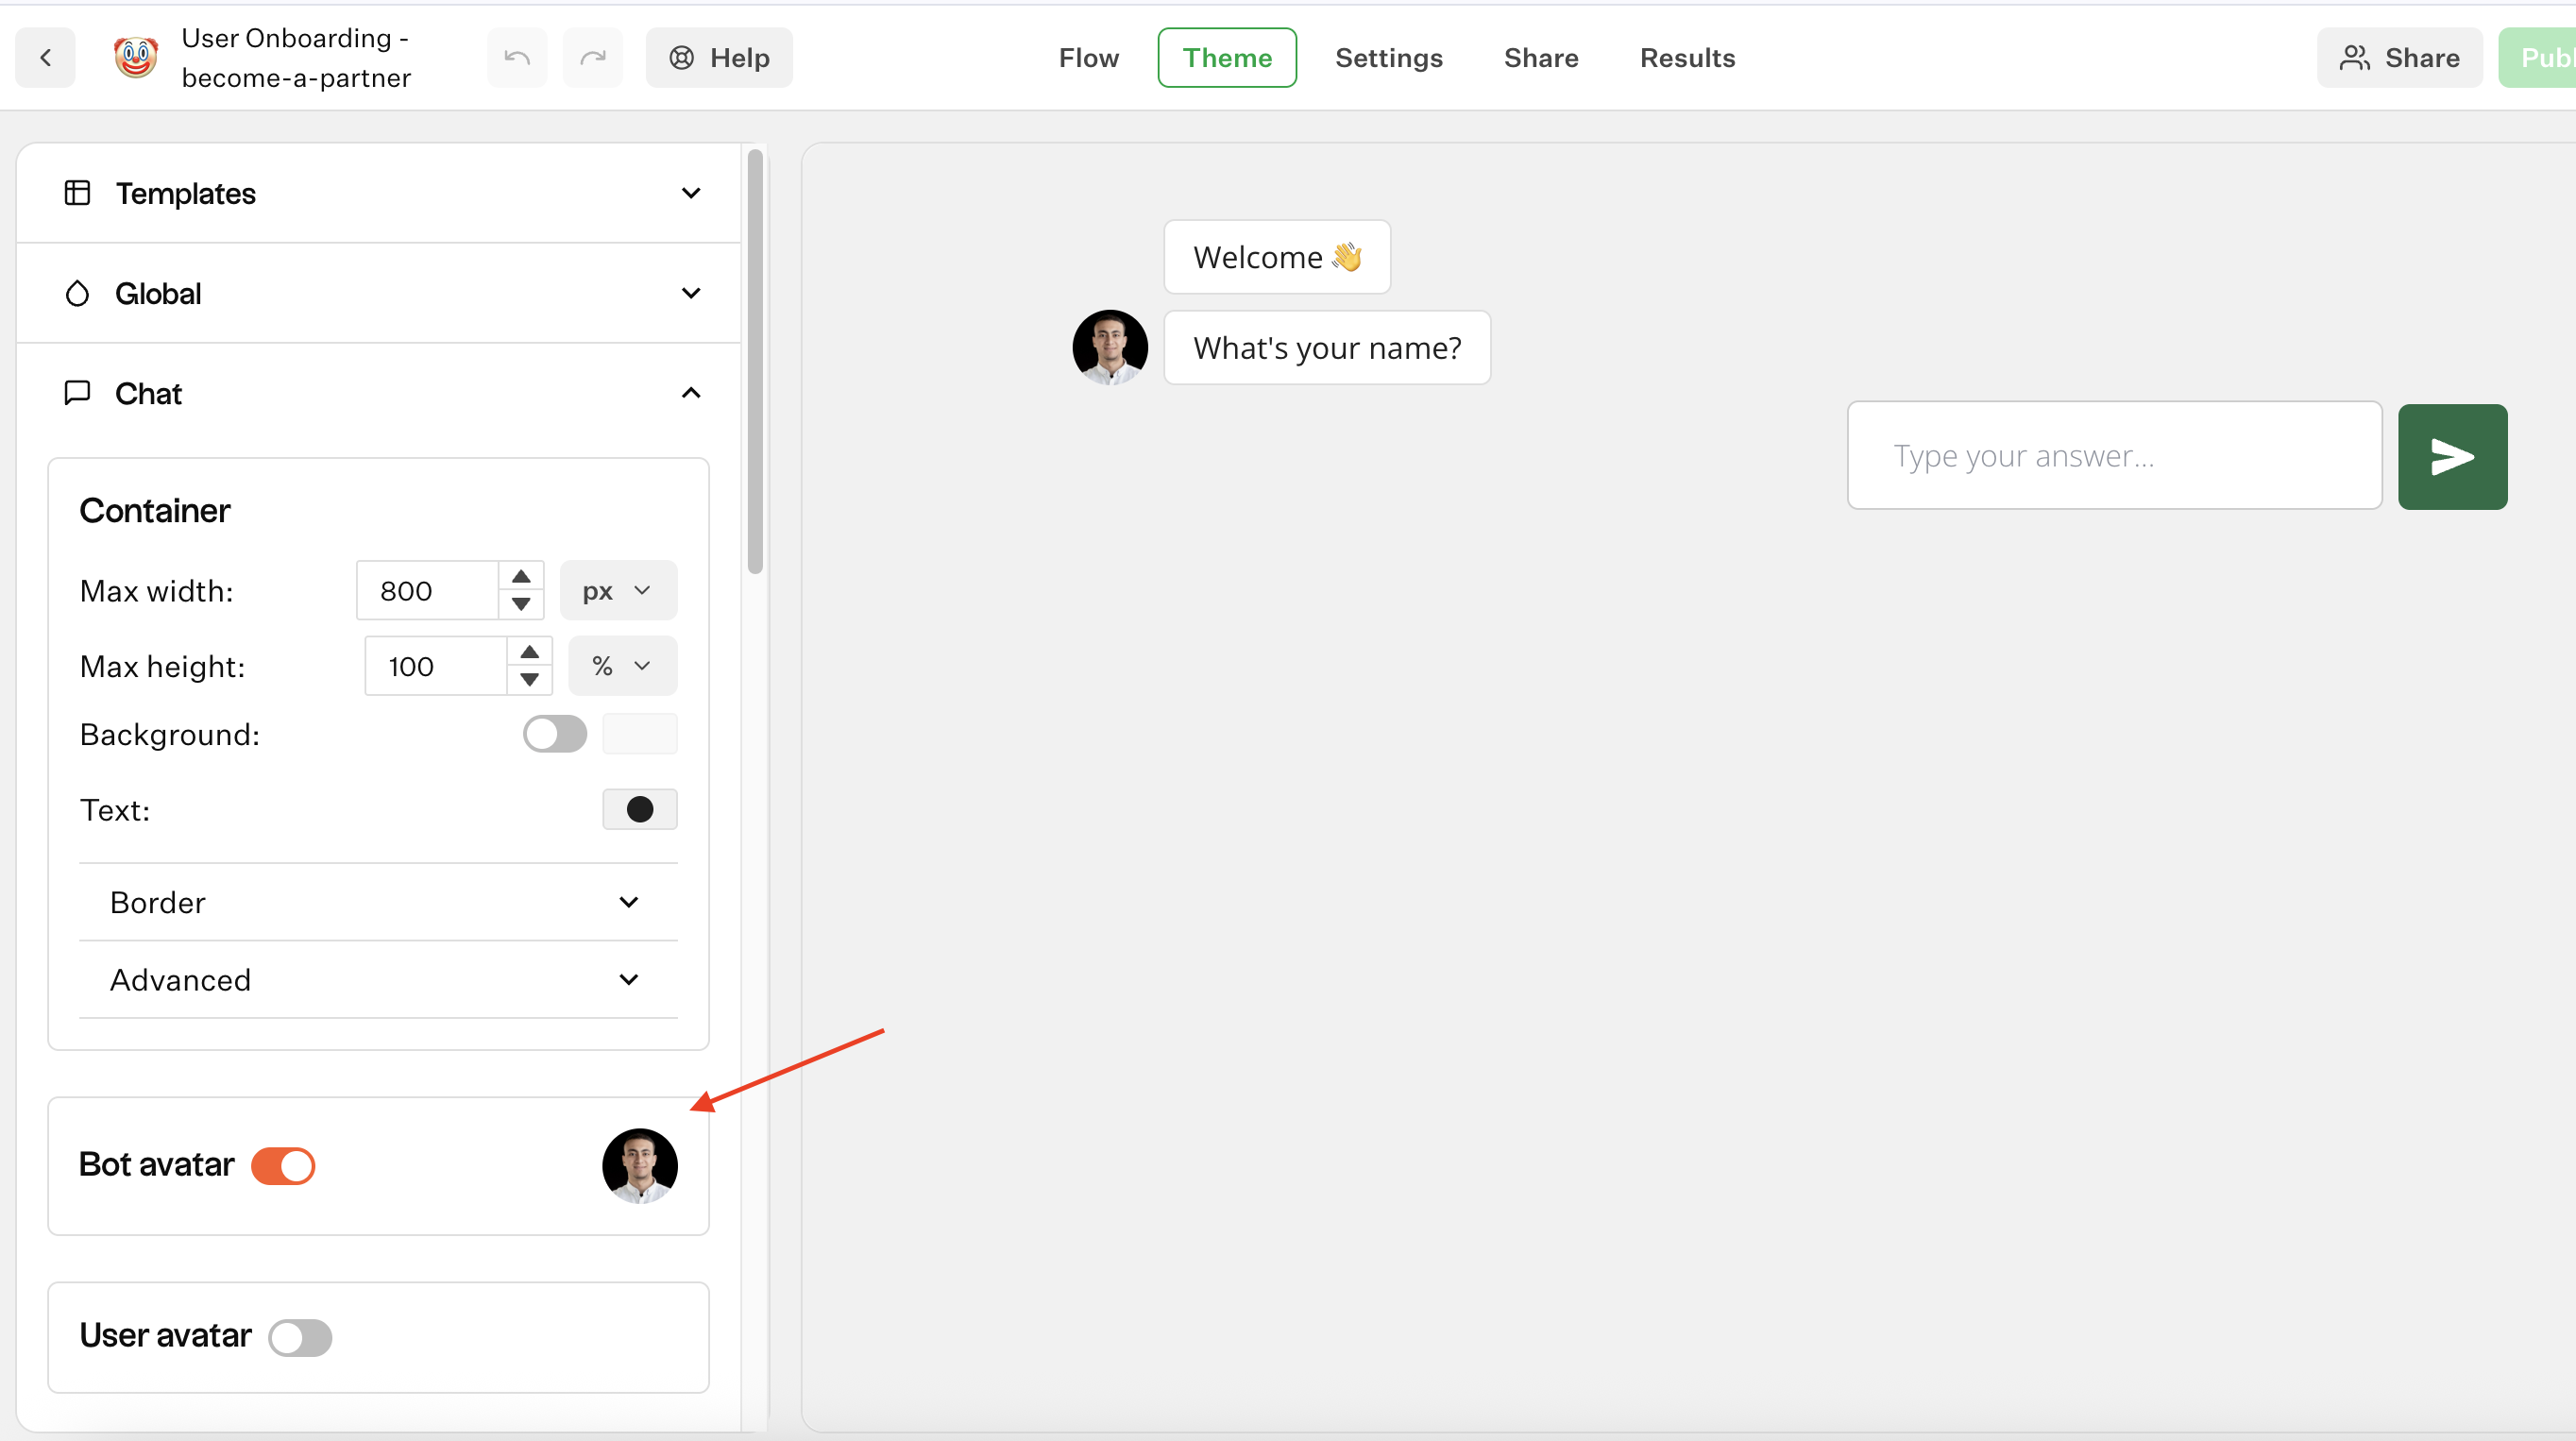 User Onboarding -
become-a-partner
Help
Flow
Theme
Settings
Share
Results
Share
Publ
Templates
Global
Chat
Container
Max width:
800
px
Max height:
100
%
Background:
Text:
Border
Advanced
Bot avatar
User avatar
Welcome 👋
What's your name?
Type your answer...